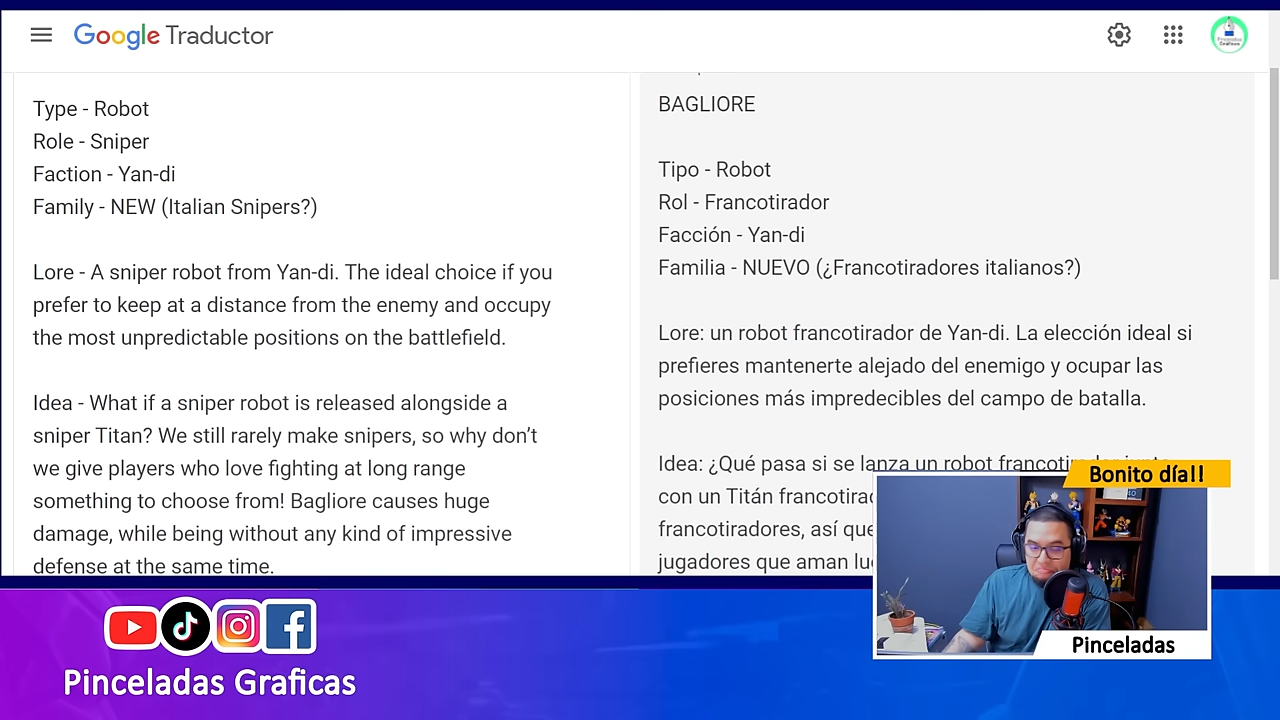 Google Traductor
Type - Robot
Role - Sniper
Faction - Yan-di
Family - NEW (Italian Snipers?)
Lore - A sniper robot from Yan-di. The ideal choice if you
prefer to keep at a distance from the enemy and occupy
the most unpredictable positions on the battlefield.
Idea - What if a sniper robot is released alongside a
sniper Titan? We still rarely make snipers, so why don’t
we give players who love fighting at long range
something to choose from! Bagliore causes huge
damage, while being without any kind of impressive
defense at the same time.
BAGLIORE
Tipo - Robot
Rol - Francotirador
Facción - Yan-di
Familia - NUEVO (¿Francotiradores italianos?)
Lore: un robot francotirador de Yan-di. La elección ideal si
prefieres mantenerte alejado del enemigo y ocupar las
posiciones más impredecibles del campo de batalla.
Idea: ¿Qué pasa si se lanza un robot francotirador junto
con un Titán
francotiradores, así que
jugadores que aman
Bonito día!!
Pinceladas
Pinceladas Graficas